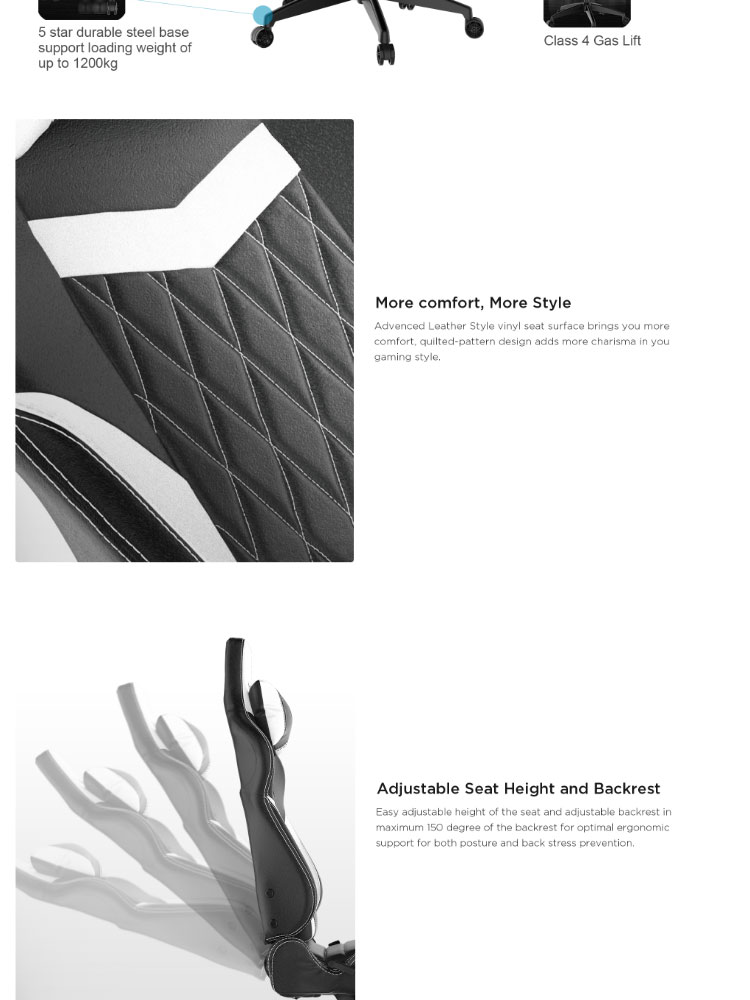 5 star durable steel base
support loading weight of
up to 1200kg
Class 4 Gas Lift
More comfort, More Style
Advenced Leather Style vinyl seat surface brings you more
comfort, quilted-pattern design adds more charisma in you
gaming style.
Adjustable Seat Height and Backrest
Easy adjustable height of the seat and adjustable backrest in
maximum 150 degree of the backrest for optimal ergonomic
support for both posture and back stress prevention.